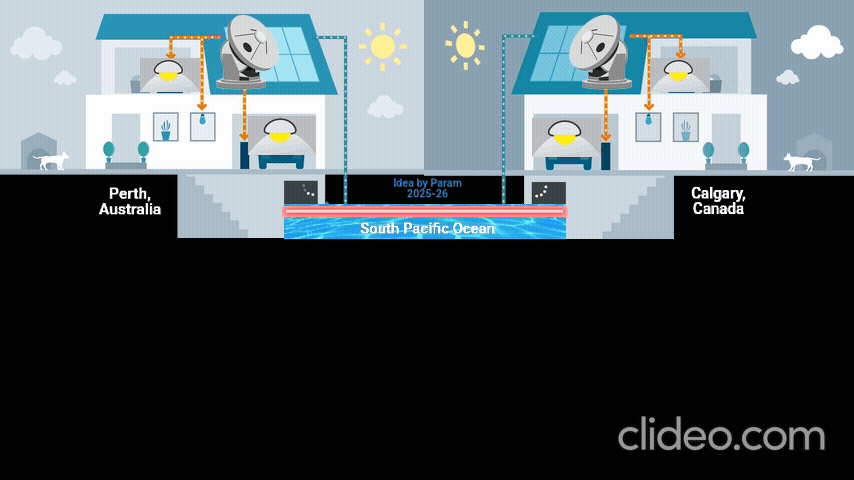 Idea by Param
2025-26
Perth,
Australia
Calgary,
Canada
South Pacific Ocean
clideo.com